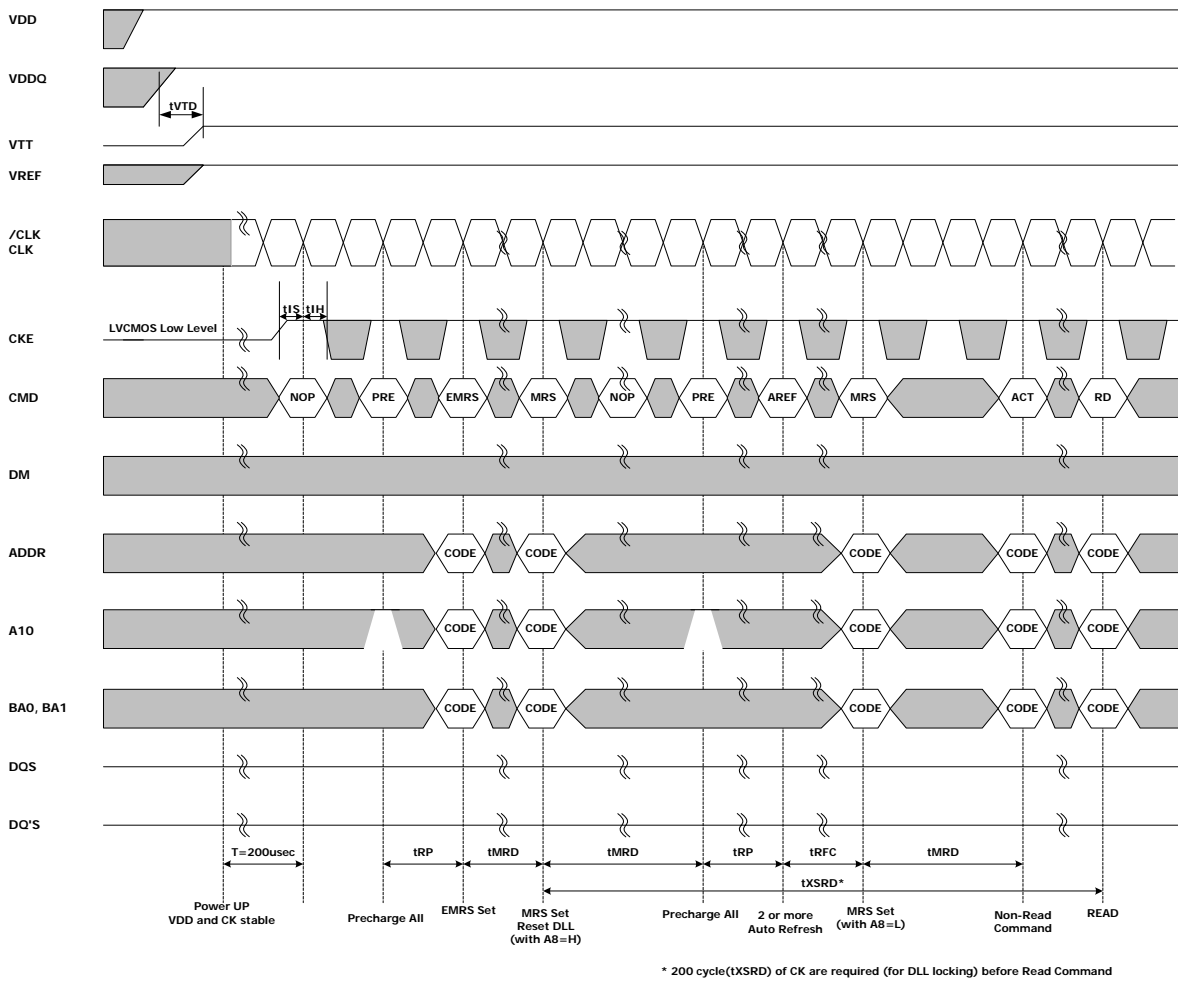 VDD
VDDQ
tVTD
VTT
VREF
/CLK
CLK
tIS tIH
LVCMOS Low Level
CKE
CMD NOP PRE EMRS MRS NOP PRE AREF MRS ACT RD
DM
ADDR CODE CODE CODE CODE CODE
A10 CODE CODE CODE CODE CODE
BA0, BA1 CODE CODE CODE CODE CODE
DQS
DQ'S
T=200usec tRP tMRD tMRD tRP tRFC tMRD
tXSRD*
Power UP
VDD and CK stable
Precharge All
EMRS Set
MRS Set
Reset DLL
(with A8=H)
Precharge All
2 or more
Auto Refresh
MRS Set
(with A8=L)
Non-Read
Command
READ
* 200 cycle(tXSRD) of CK are required (for DLL locking) before Read Command